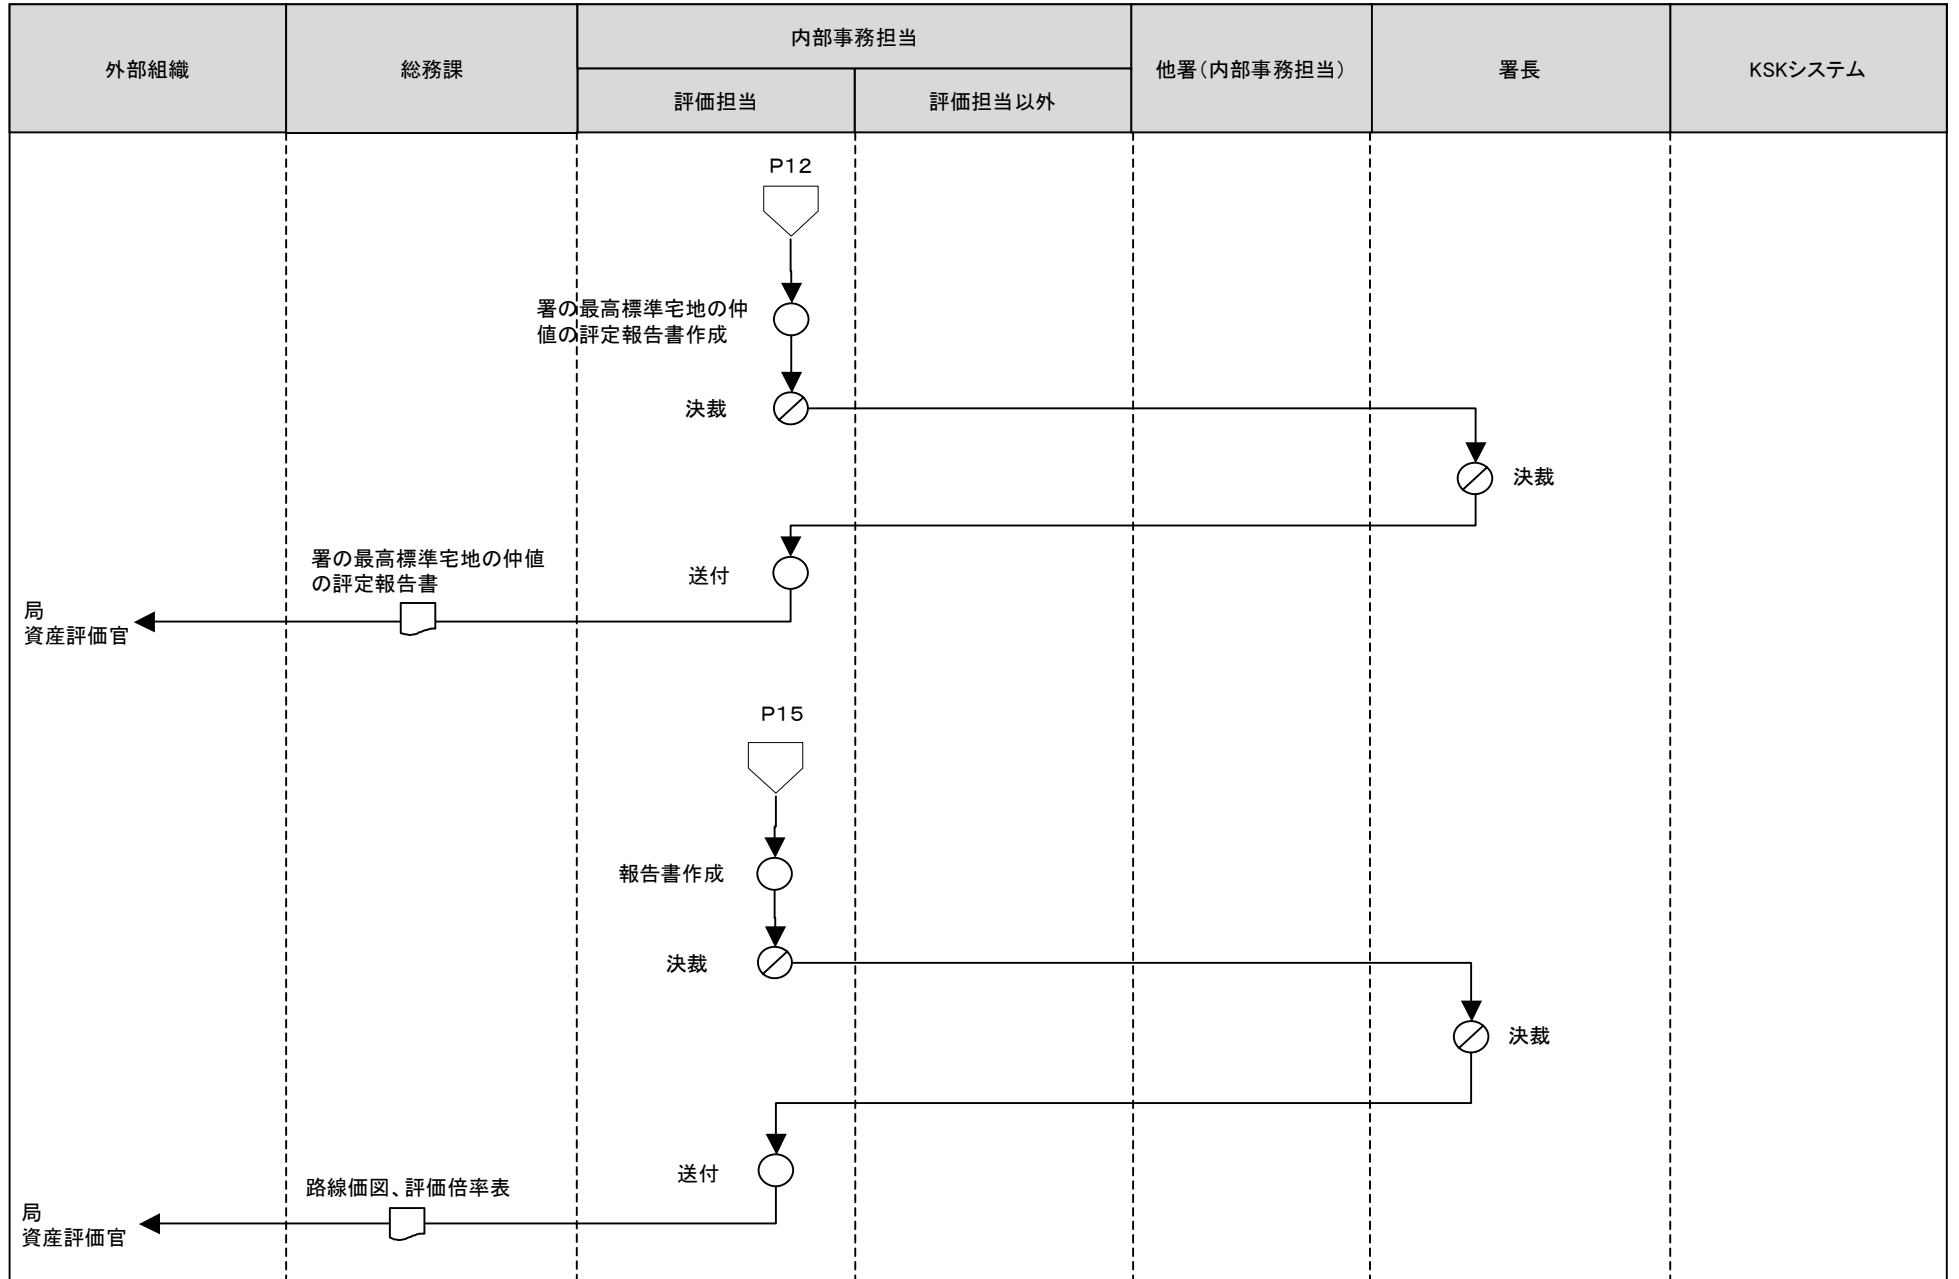 外部組織
総務課
内部事務担当
評価担当
評価担当以外
他署(内部事務担当)
署長
KSKシステム
P12
署の最高標準宅地の仲
値の評定報告書作成
決裁
決裁
署の最高標準宅地の仲値
の評定報告書
送付
局
資産評価官
P15
報告書作成
決裁
決裁
送付
路線価図、評価倍率表
局
資産評価官